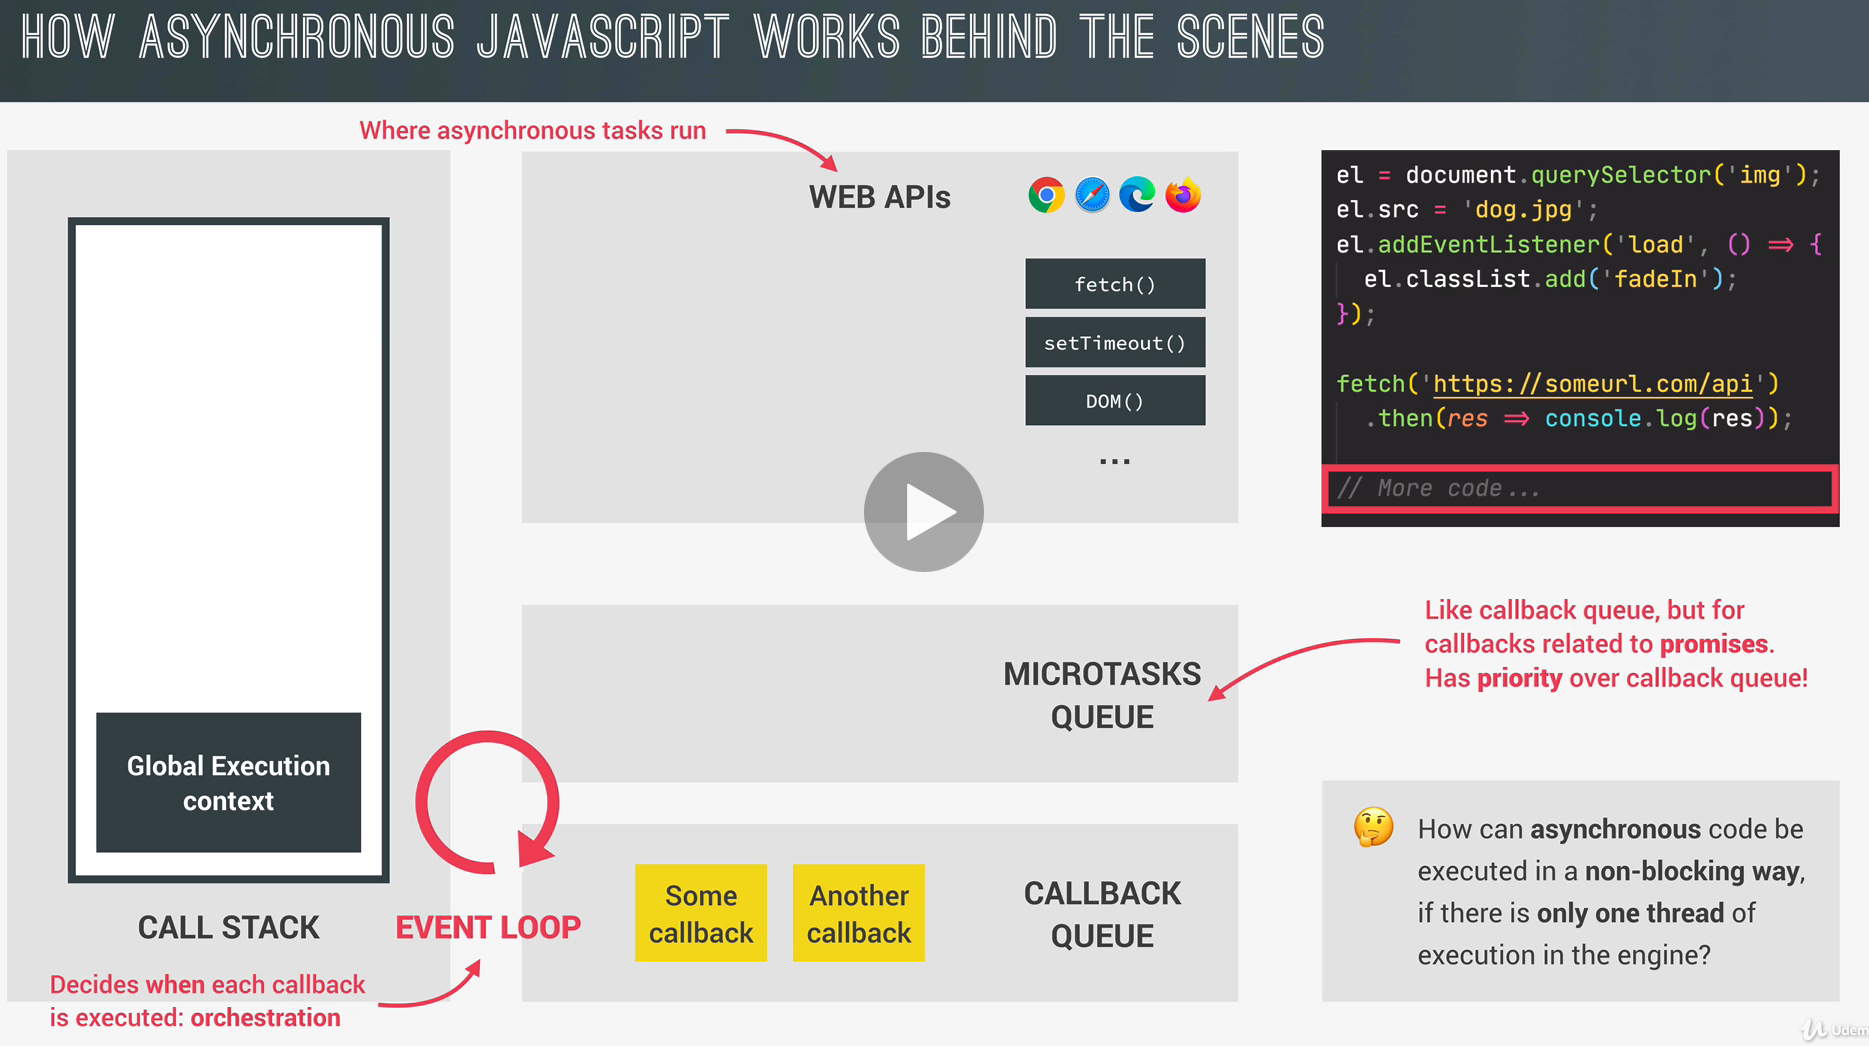 HOW ASYNCHRONOUS JAVASCRIPT WORKS BEHIND THE SCENES
Where asynchronous tasks run
WEB APIs
fetch()
setTimeout()
DOM()
...
el = document.querySelector('img');
el.src = 'dog.jpg';
el.addEventListener('load', () => {
el.classList.add('fadeIn');
});
fetch('https://someurl.com/api')
.then(res => console.log(res));
// More code...
Global Execution
context
CALL STACK
EVENT LOOP
Decides when each callback
is executed: orchestration
MICROTASKS
QUEUE
Like callback queue, but for
callbacks related to promises.
Has priority over callback queue!
Some
callback
Another
callback
CALLBACK
QUEUE
How can asynchronous code be
executed in a non-blocking way,
if there is only one thread of
execution in the engine?
Udem